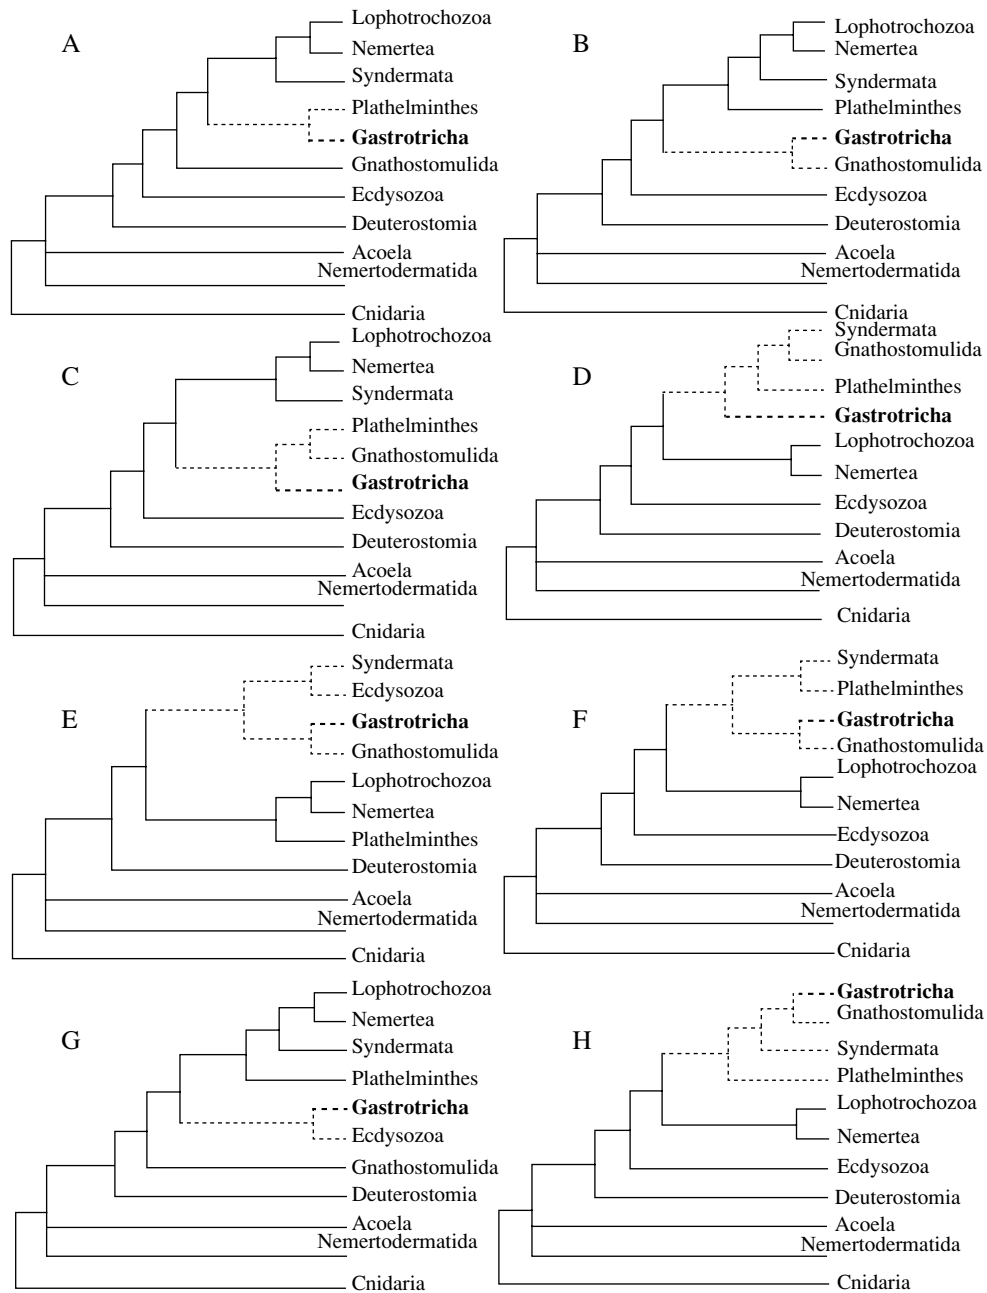 A
Lophotrochozoa
Nemertea
Syndermata
Plathelminthes
Gastrotricha
Gnathostomulida
Ecdysozoa
Deuterostomia
Acoela
Nemertodermatida
Cnidaria
B
Lophotrochozoa
Nemertea
Syndermata
Plathelminthes
Gastrotricha
Gnathostomulida
Ecdysozoa
Deuterostomia
Acoela
Nemertodermatida
Cnidaria
C
Lophotrochozoa
Nemertea
Syndermata
Plathelminthes
Gnathostomulida
Gastrotricha
Ecdysozoa
Deuterostomia
Acoela
Nemertodermatida
Cnidaria
D
Syndermata
Gnathostomulida
Plathelminthes
Gastrotricha
Lophotrochozoa
Nemertea
Ecdysozoa
Deuterostomia
Acoela
Nemertodermatida
Cnidaria
E
Syndermata
Ecdysozoa
Gastrotricha
Gnathostomulida
Lophotrochozoa
Nemertea
Plathelminthes
Deuterostomia
Acoela
Nemertodermatida
Cnidaria
F
Syndermata
Plathelminthes
Gastrotricha
Gnathostomulida
Lophotrochozoa
Nemertea
Ecdysozoa
Deuterostomia
Acoela
Nemertodermatida
Cnidaria
G
Lophotrochozoa
Nemertea
Syndermata
Plathelminthes
Gastrotricha
Ecdysozoa
Gnathostomulida
Deuterostomia
Acoela
Nemertodermatida
Cnidaria
H
Gastrotricha
Gnathostomulida
Syndermata
Plathelminthes
Lophotrochozoa
Nemertea
Ecdysozoa
Deuterostomia
Acoela
Nemertodermatida
Cnidaria